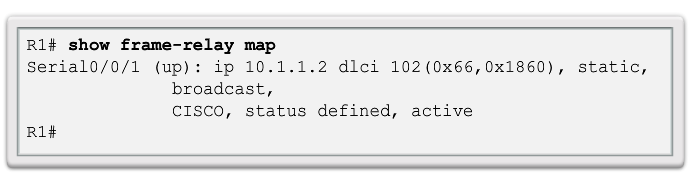 R1# show frame-relay map
Serial0/0/1 (up): ip 10.1.1.2 dlci 102(0x66,0x1860), static,
broadcast,
CISCO, status defined, active
R1#